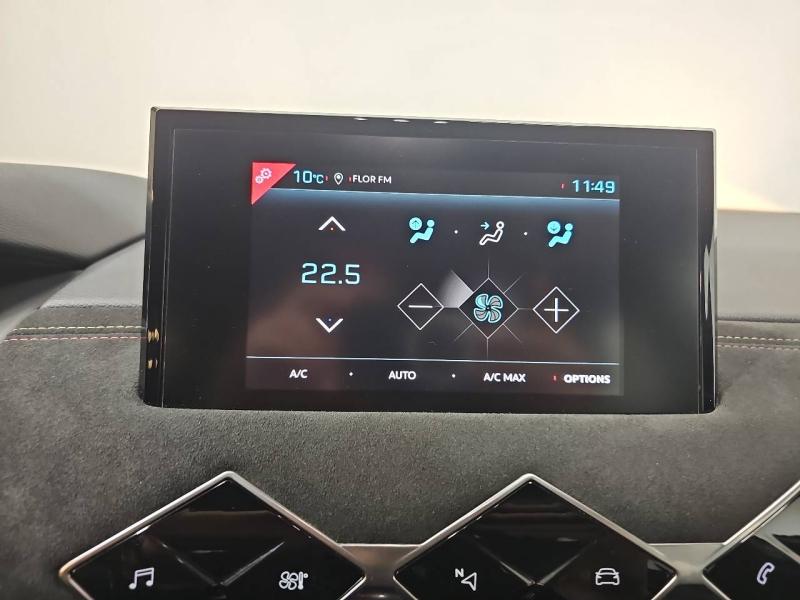 10°C FLOR FM 11:49
22.5
A/C AUTO A/C MAX OPTIONS
N